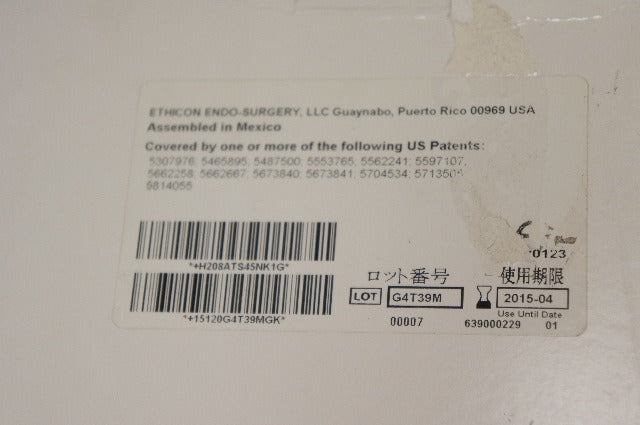 ETHICON ENDO-SURGERY, LLC Guaynabo, Puerto Rico 00969 USA
Assembled in Mexico
Covered by one or more of the following US Patents:
5307976; 5465895; 5487500; 5553765; 5562241; 5597107;
5662258; 5662667; 5673840; 5673841; 5704534;
9814055
0123
*+H208ATS45NK1G*
ロット番号 使用期限
LOT G4T39M 2015-04
Use Until Date
*+15120G4T39MGK* 00007 639000229 01